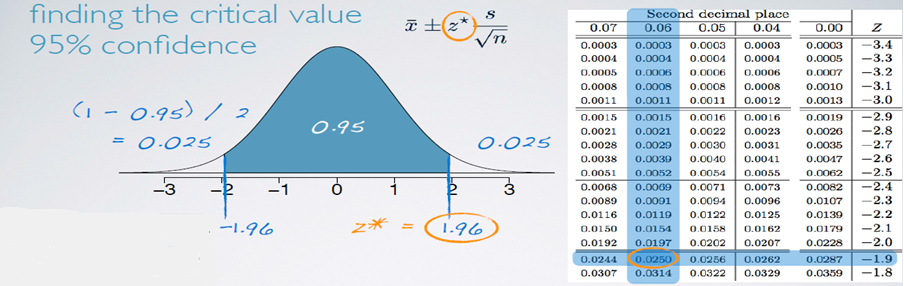 finding the critical value
95% confidence
x̄ ± z* s/√n
(1 - 0.95) / 2
= 0.025
0.95
0.025
-3 -2 -1 0 1 2 3
-1.96
z* = 1.96
Second decimal place
0.07 0.06 0.05 0.04 0.00 Z
0.0003 0.0003 0.0003 0.0003 0.0003 −3.4
0.0004 0.0004 0.0004 0.0004 0.0005 −3.3
0.0005 0.0006 0.0006 0.0006 0.0007 −3.2
0.0008 0.0008 0.0008 0.0008 0.0010 −3.1
0.0011 0.0011 0.0011 0.0012 0.0013 −3.0
0.0015 0.0015 0.0016 0.0016 0.0019 −2.9
0.0021 0.0021 0.0022 0.0023 0.0026 −2.8
0.0028 0.0029 0.0030 0.0031 0.0035 −2.7
0.0038 0.0039 0.0040 0.0041 0.0047 −2.6
0.0051 0.0052 0.0054 0.0055 0.0062 −2.5
0.0068 0.0069 0.0071 0.0073 0.0082 −2.4
0.0089 0.0091 0.0094 0.0096 0.0107 −2.3
0.0116 0.0119 0.0122 0.0125 0.0139 −2.2
0.0150 0.0154 0.0158 0.0162 0.0179 −2.1
0.0192 0.0197 0.0202 0.0207 0.0228 −2.0
0.0244 0.0250 0.0256 0.0262 0.0287 −1.9
0.0307 0.0314 0.0322 0.0329 0.0359 −1.8